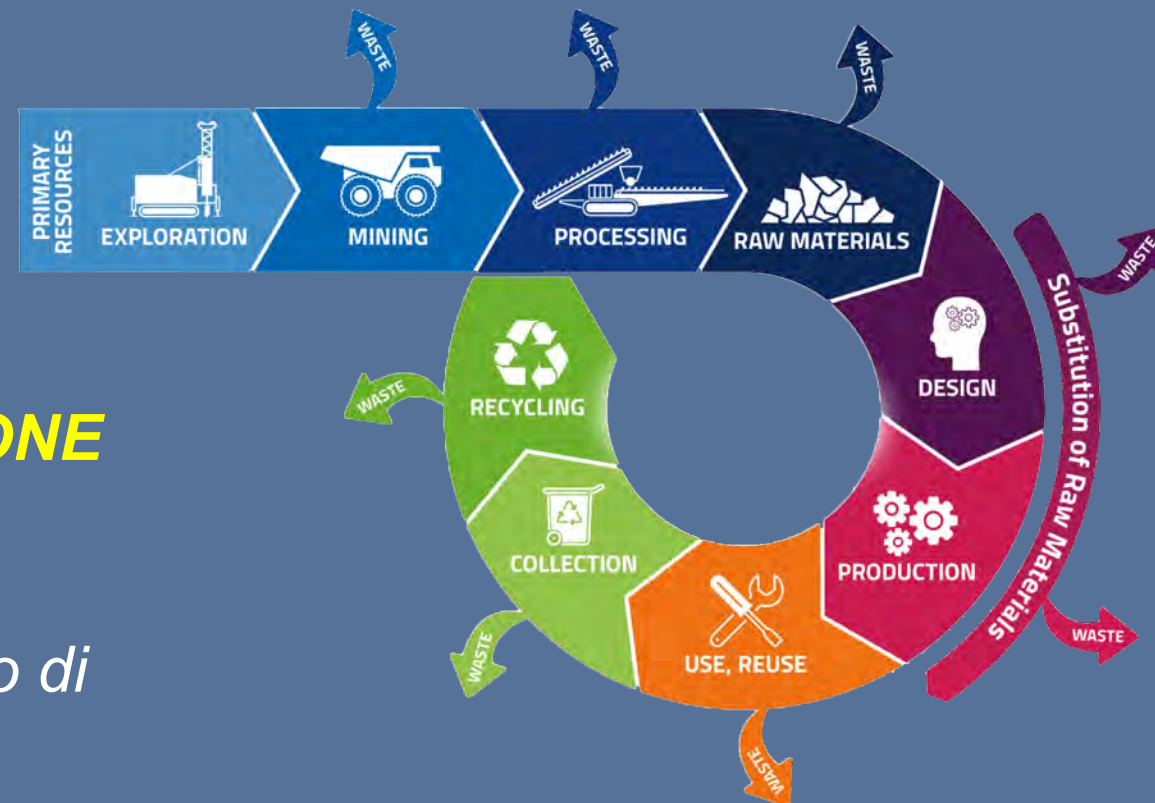 WASTE
WASTE
WASTE
PRIMARY
RESOURCES
EXPLORATION
MINING
PROCESSING
RAW MATERIALS
DESIGN
Substitution of Raw Materials
WASTE
PRODUCTION
WASTE
USE, REUSE
WASTE
COLLECTION
WASTE
RECYCLING
WASTE
ONE
o di